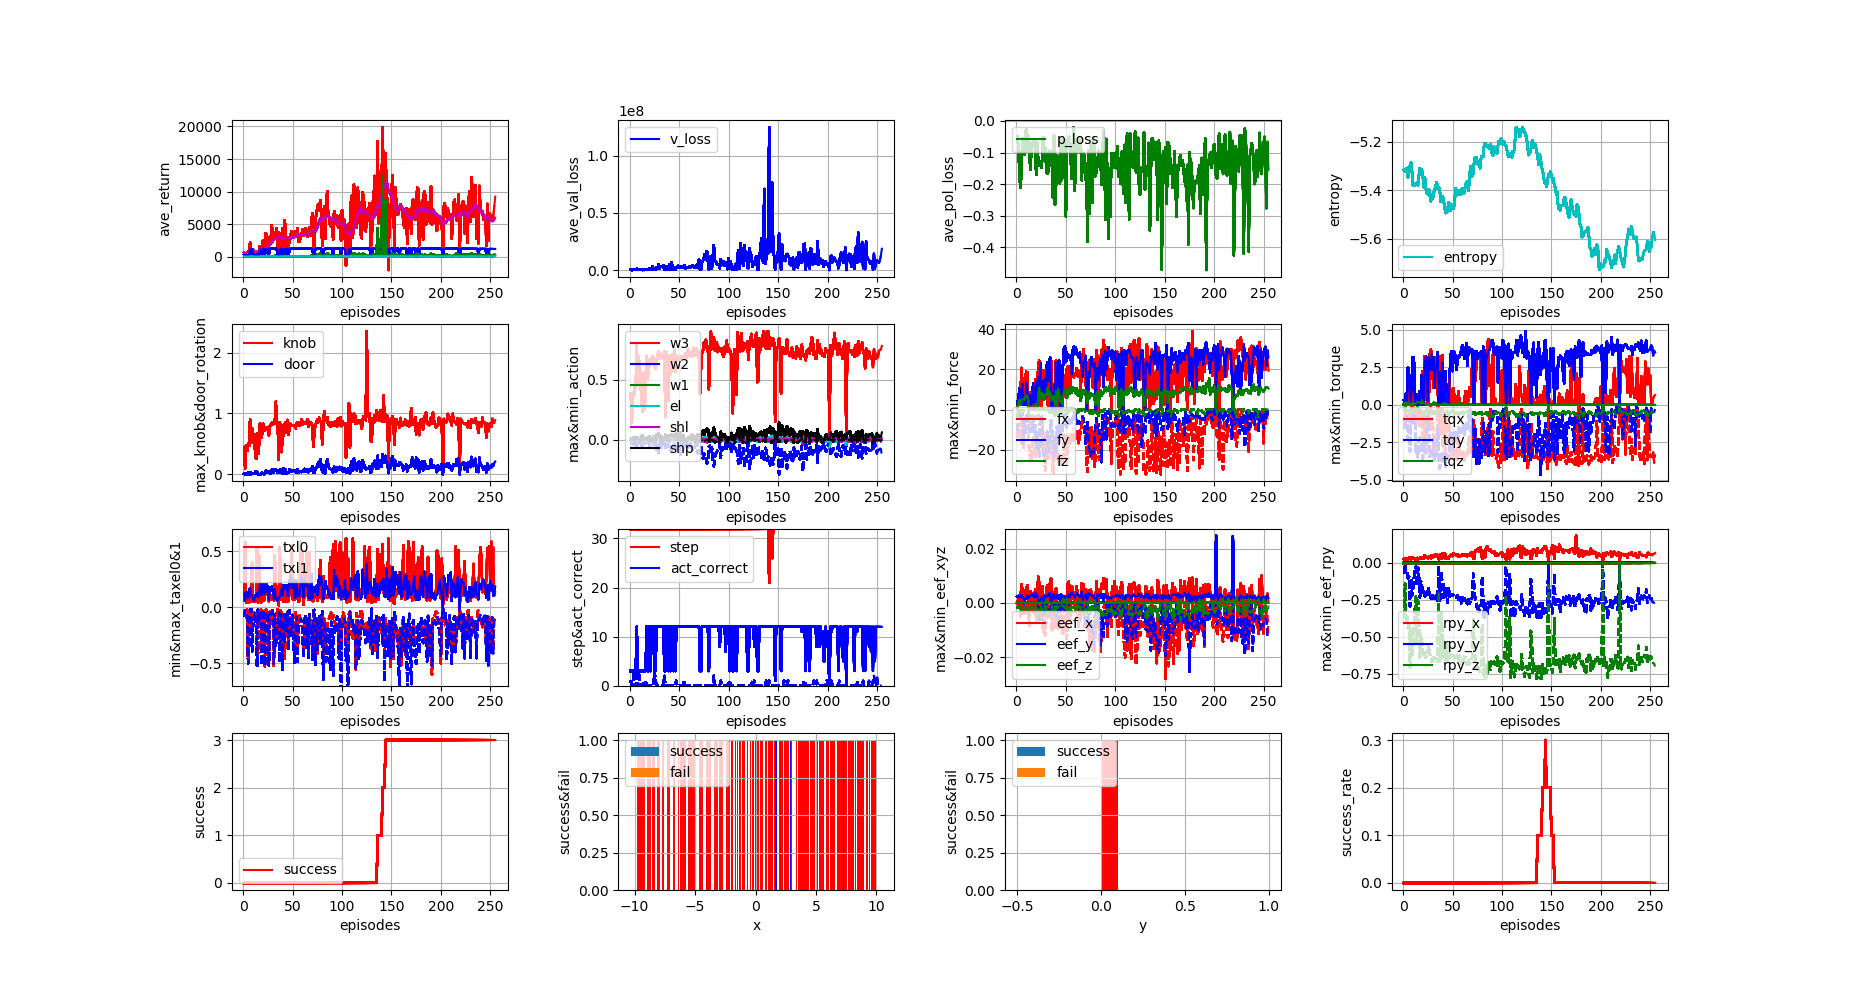 20000
15000
10000
5000
0
ave_return
0 50 100 150 200 250
episodes
1e8
1.0
0.5
0.0
ave_val_loss
v_loss
0 50 100 150 200 250
episodes
0.0
−0.1
−0.2
−0.3
−0.4
ave_pol_loss
p_loss
0 50 100 150 200 250
episodes
−5.2
−5.4
−5.6
entropy
entropy
0 50 100 150 200 250
episodes
2
1
0
max_knob&door_rotation
knob
door
0 50 100 150 200 250
episodes
0.5
0.0
max&min_action
w3
w2
w1
el
shl
shp
0 50 100 150 200 250
episodes
40
20
0
−20
max&min_force
fx
fy
fz
0 50 100 150 200 250
episodes
5.0
2.5
0.0
−2.5
−5.0
max&min_torque
tqx
tqy
tqz
0 50 100 150 200 250
episodes
0.5
0.0
−0.5
min&max_taxel0&1
txl0
txl1
0 50 100 150 200 250
episodes
30
20
10
0
step&act_correct
step
act_correct
0 50 100 150 200 250
episodes
0.02
0.00
−0.02
max&min_eef_xyz
eef_x
eef_y
eef_z
0 50 100 150 200 250
episodes
0.00
−0.25
−0.50
−0.75
max&min_eef_rpy
rpy_x
rpy_y
rpy_z
0 50 100 150 200 250
episodes
3
2
1
0
success
success
0 50 100 150 200 250
episodes
1.00
0.75
0.50
0.25
0.00
success&fail
success
fail
−10 −5 0 5 10
x
1.00
0.75
0.50
0.25
0.00
success&fail
success
fail
−0.5 0.0 0.5 1.0
y
0.3
0.2
0.1
0.0
success_rate
0 50 100 150 200 250
episodes